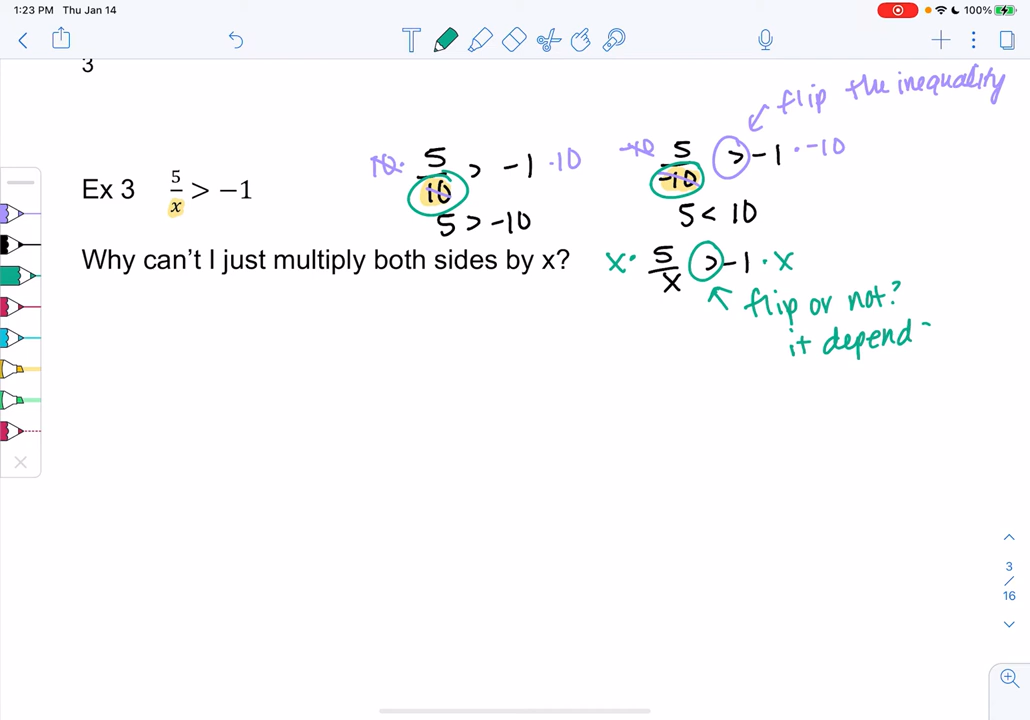 1:23 PM Thu Jan 14
100%
T
3
flip the inequality
10· 5/10 > -1 ·10
-10 5/-10 > -1 · -10
Ex 3 5/x > −1
5 > -10
5 < 10
Why can't I just multiply both sides by x?
x· 5/x > -1 · x
flip or not?
it depend
3
/
16